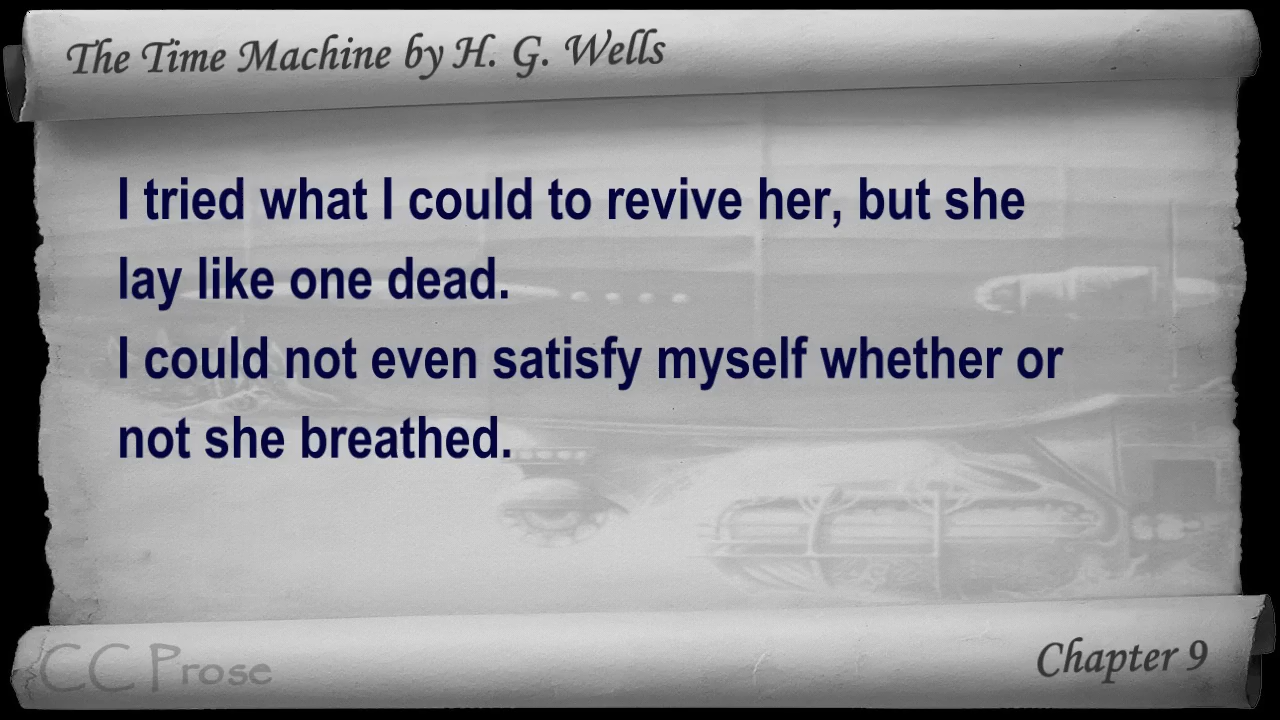 The Time Machine by H. G. Wells
I tried what I could to revive her, but she
lay like one dead.
I could not even satisfy myself whether or
not she breathed.
CC Prose
Chapter 9